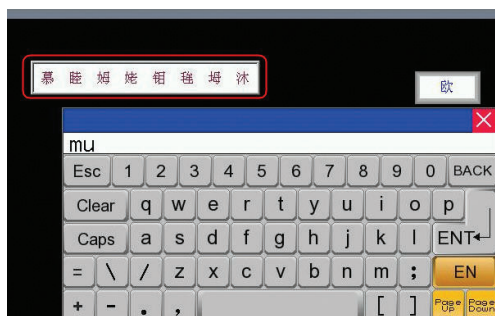 慕 睦 姆 姥 钼 毪 坶 沐
欧
mu
Esc 1 2 3 4 5 6 7 8 9 0 BACK
Clear q w e r t y u i o p
Caps a s d f g h j k l ENT
= \ / z x c v b n m ; EN
+ - . , [ ] Page Up Page Down